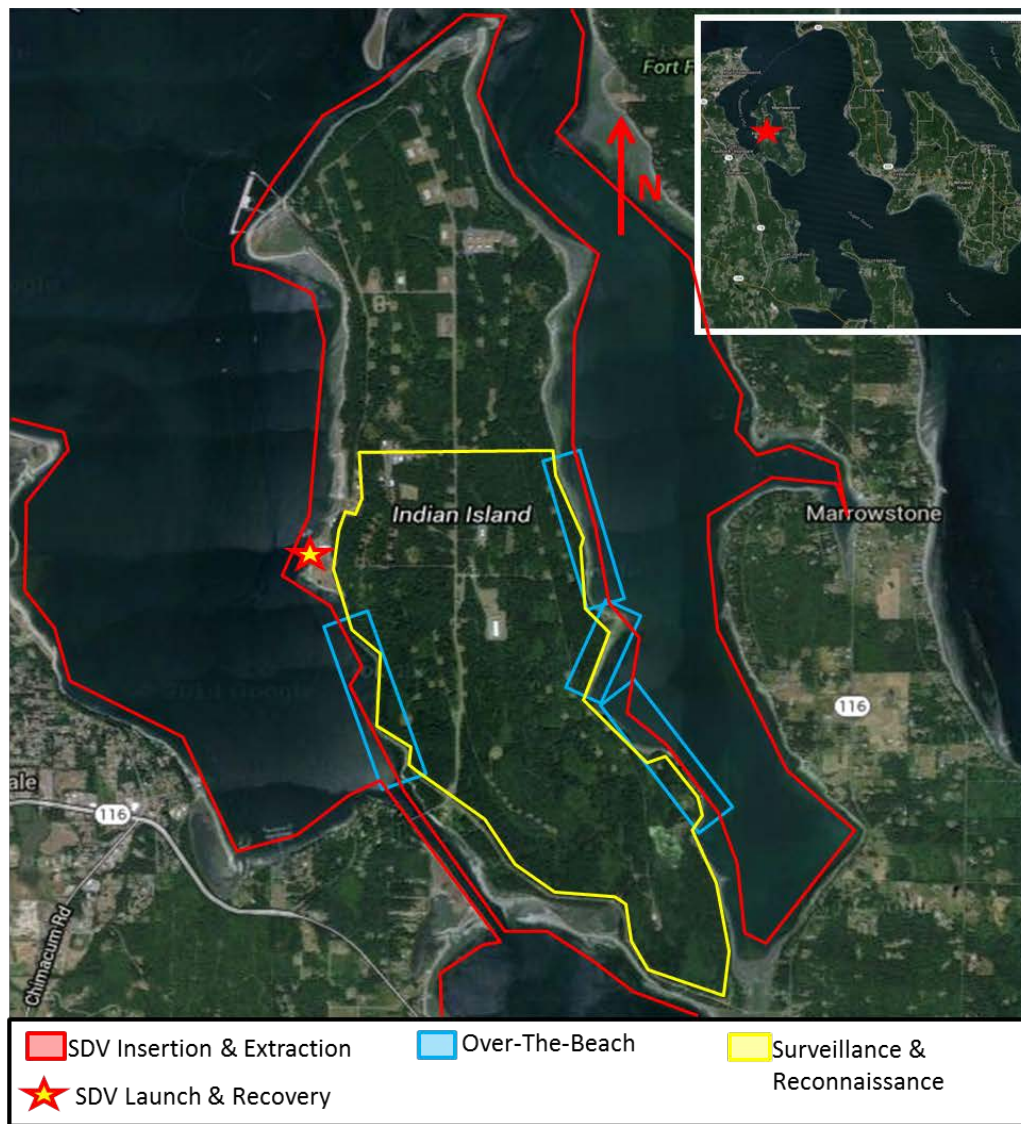 Fort F
N
Indian Island
Marrowstone
116
ale
116
Chimacum Rd
SDV Insertion & Extraction
Over-The-Beach
Surveillance &
Reconnaissance
SDV Launch & Recovery